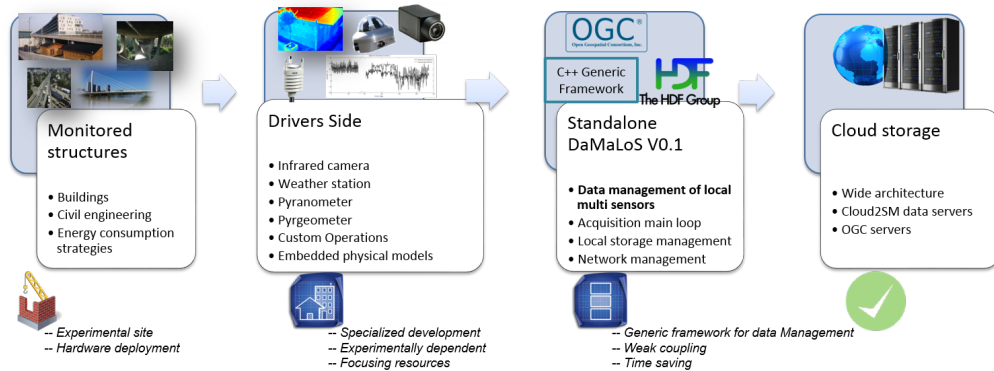 Monitored
structures
• Buildings
• Civil engineering
• Energy consumption
strategies
-- Experimental site
-- Hardware deployment
Drivers Side
• Infrared camera
• Weather station
• Pyranometer
• Pyrgeometer
• Custom Operations
• Embedded physical models
-- Specialized development
-- Experimentally dependent
-- Focusing resources
OGC®
Open Geospatial Consortium, Inc.
C++ Generic
Framework
HDF
The HDF Group
Standalone
DaMaLoS V0.1
• Data management of local
multi sensors
• Acquisition main loop
• Local storage management
• Network management
-- Generic framework for data Management
-- Weak coupling
-- Time saving
Cloud storage
• Wide architecture
• Cloud2SM data servers
• OGC servers